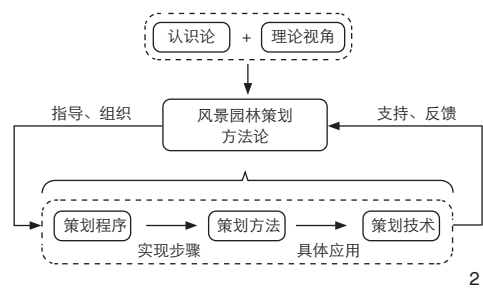 认识论 + 理论视角
指导、组织
风景园林策划
方法论
支持、反馈
策划程序
策划方法
策划技术
实现步骤
具体应用
2